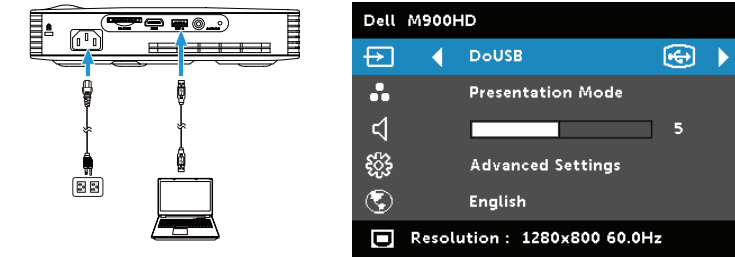 Dell M900HD
DoUSB
Presentation Mode
5
Advanced Settings
English
Resolution : 1280x800 60.0Hz